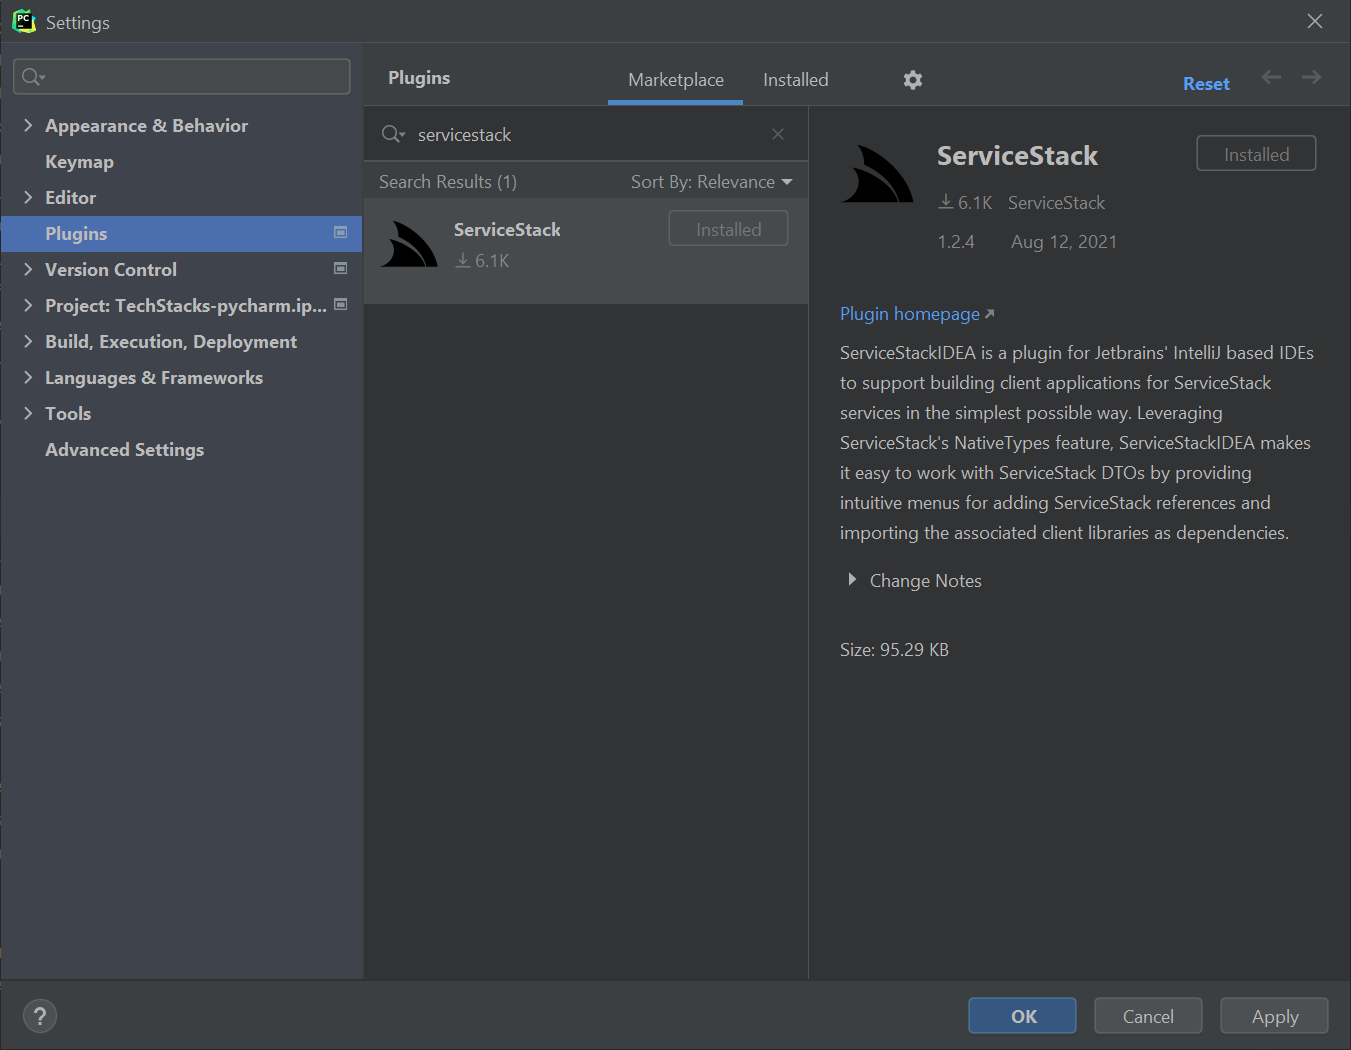 PC
Settings
Plugins
Marketplace
Installed
Reset
Appearance & Behavior
Keymap
Editor
Plugins
Version Control
Project: TechStacks-pycharm.ip...
Build, Execution, Deployment
Languages & Frameworks
Tools
Advanced Settings
servicestack
Search Results (1)
Sort By: Relevance
ServiceStack
Installed
6.1K
ServiceStack
Installed
6.1K ServiceStack
1.2.4 Aug 12, 2021
Plugin homepage
ServiceStackIDEA is a plugin for Jetbrains' IntelliJ based IDEs
to support building client applications for ServiceStack
services in the simplest possible way. Leveraging
ServiceStack's NativeTypes feature, ServiceStackIDEA makes
it easy to work with ServiceStack DTOs by providing
intuitive menus for adding ServiceStack references and
importing the associated client libraries as dependencies.
Change Notes
Size: 95.29 KB
?
OK
Cancel
Apply